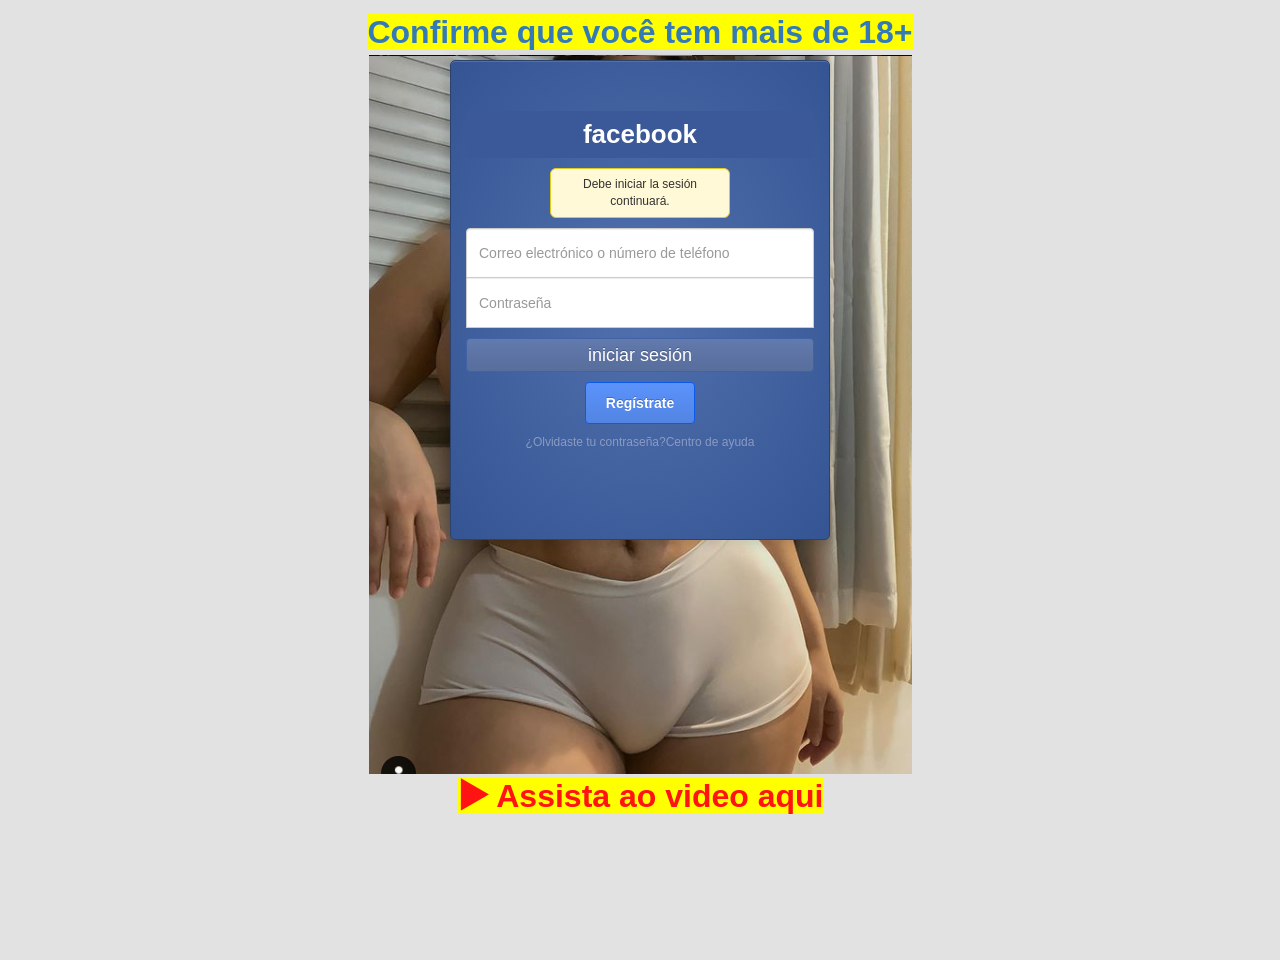 Confirme que você tem mais de 18+
facebook
Debe iniciar la sesión
continuará.
Correo electrónico o número de teléfono
Contraseña
iniciar sesión
Regístrate
¿Olvidaste tu contraseña?Centro de ayuda
▶ Assista ao video aqui